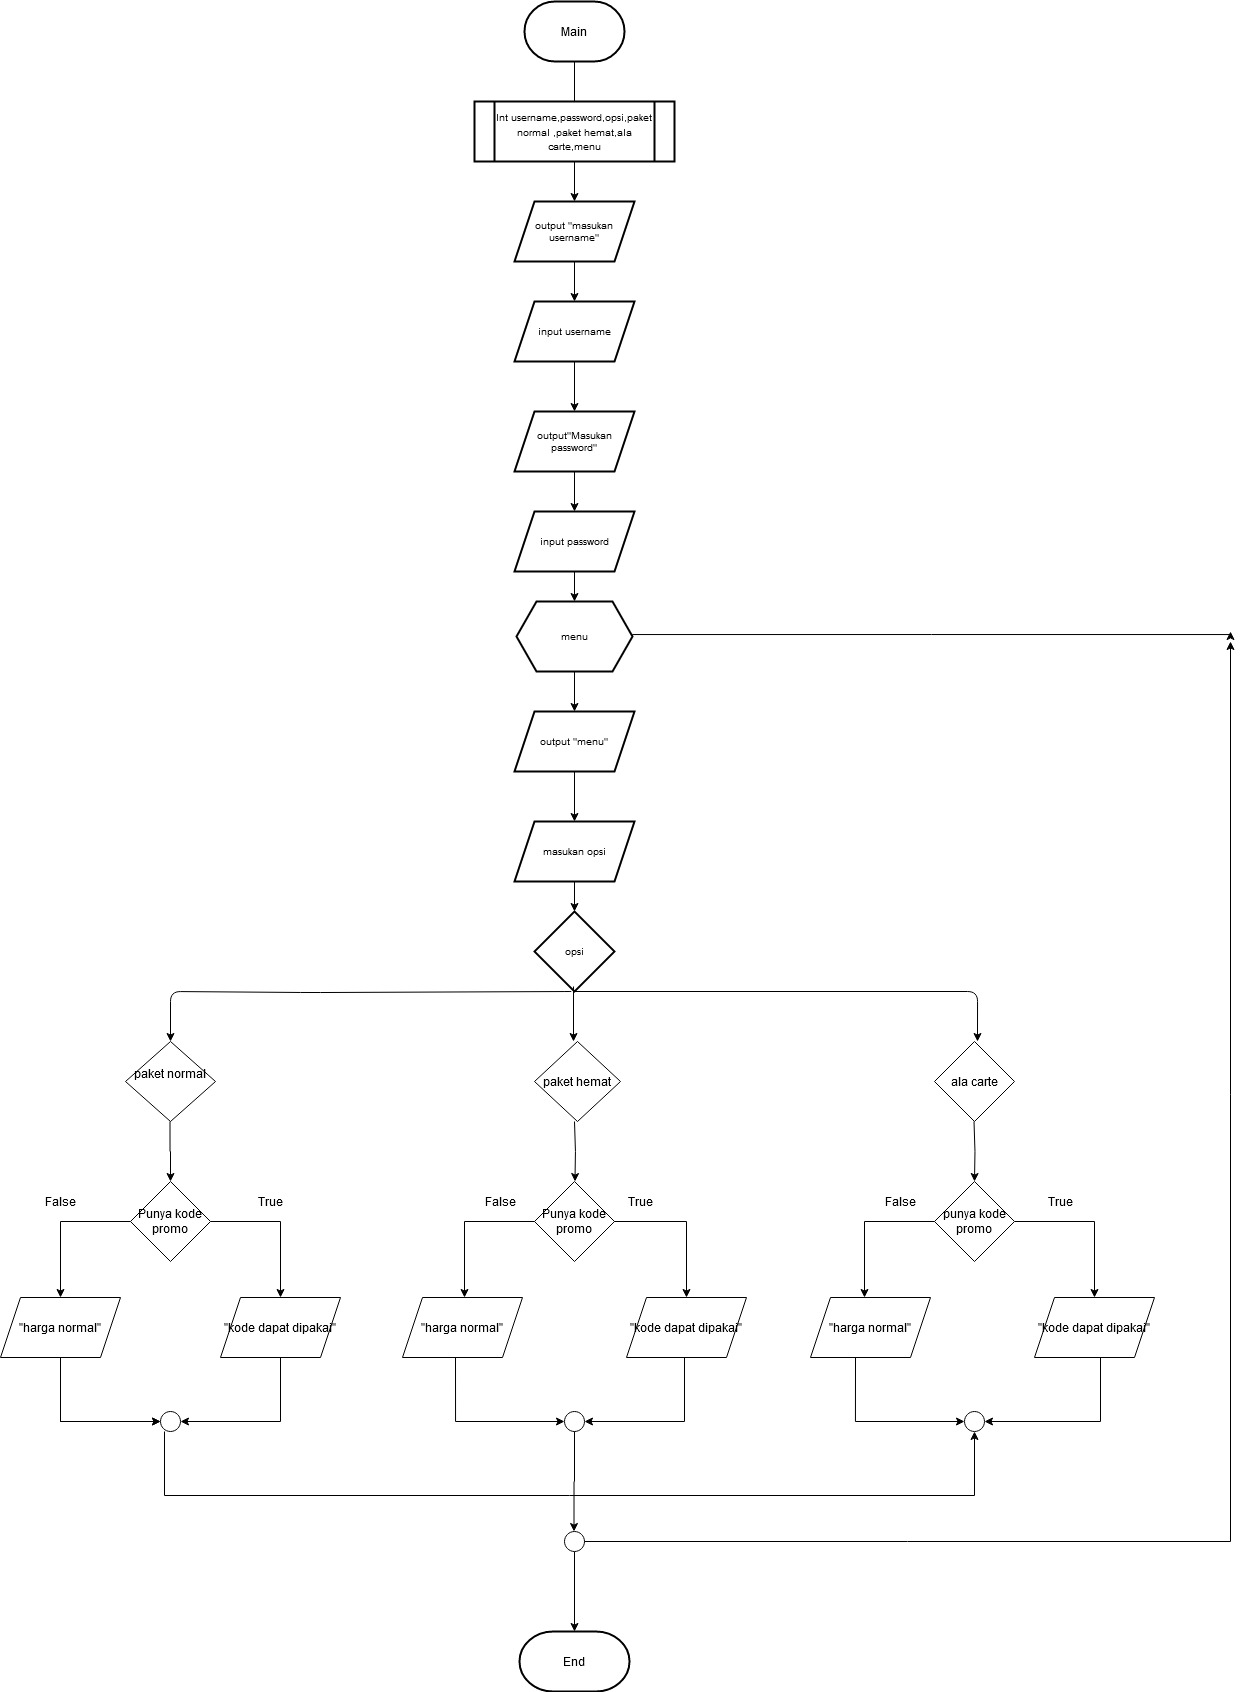 Main
Int username,password,opsi,paket
normal ,paket hemat,ala
carte,menu
output "masukan
username"
input username
output"Masukan
password"
input password
menu
output "menu"
masukan opsi
opsi
paket normal
paket hemat
ala carte
False
True
False
True
False
True
Punya kode
promo
Punya kode
promo
punya kode
promo
"harga normal"
"kode dapat dipakai"
"harga normal"
"kode dapat dipakai"
"harga normal"
"kode dapat dipakai"
End